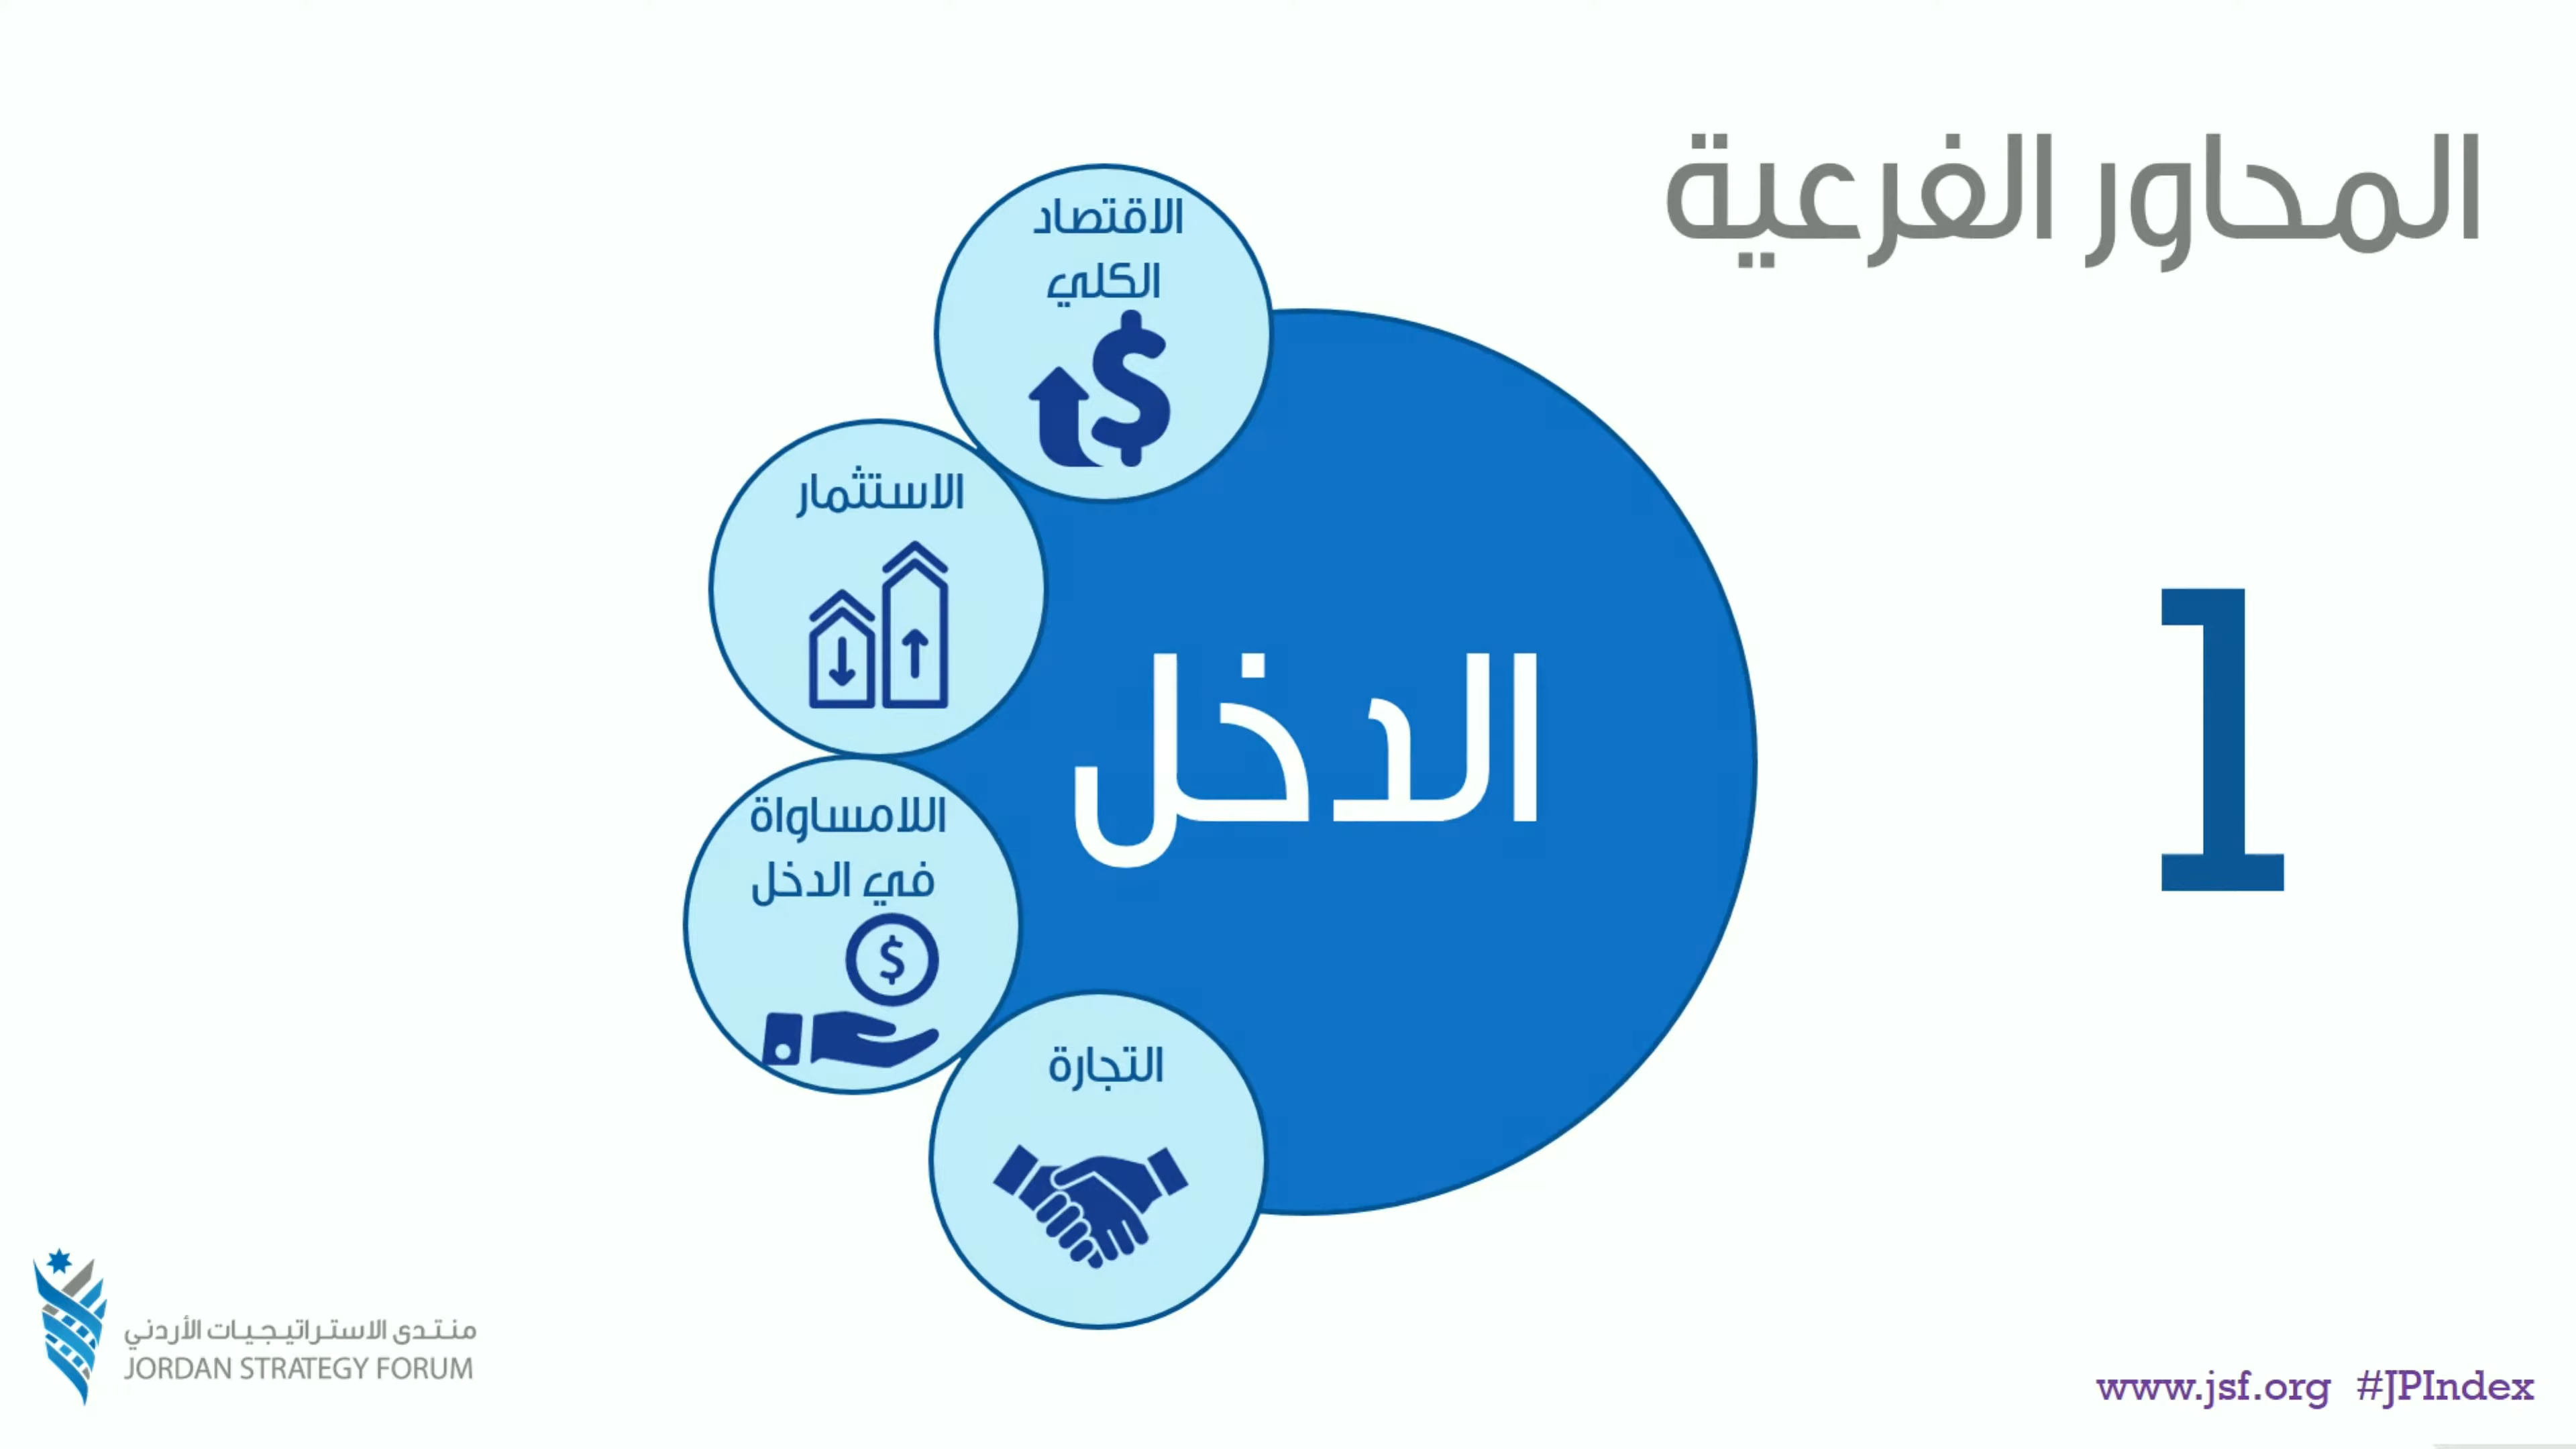 المحاور الفرعية
1
الدخل
الاقتصاد
الكلي
$
الاستثمار
اللامساواة
في الدخل
$
التجارة
منتدى الاستراتيجيات الأردني
JORDAN STRATEGY FORUM
www.jsf.org #JPIndex